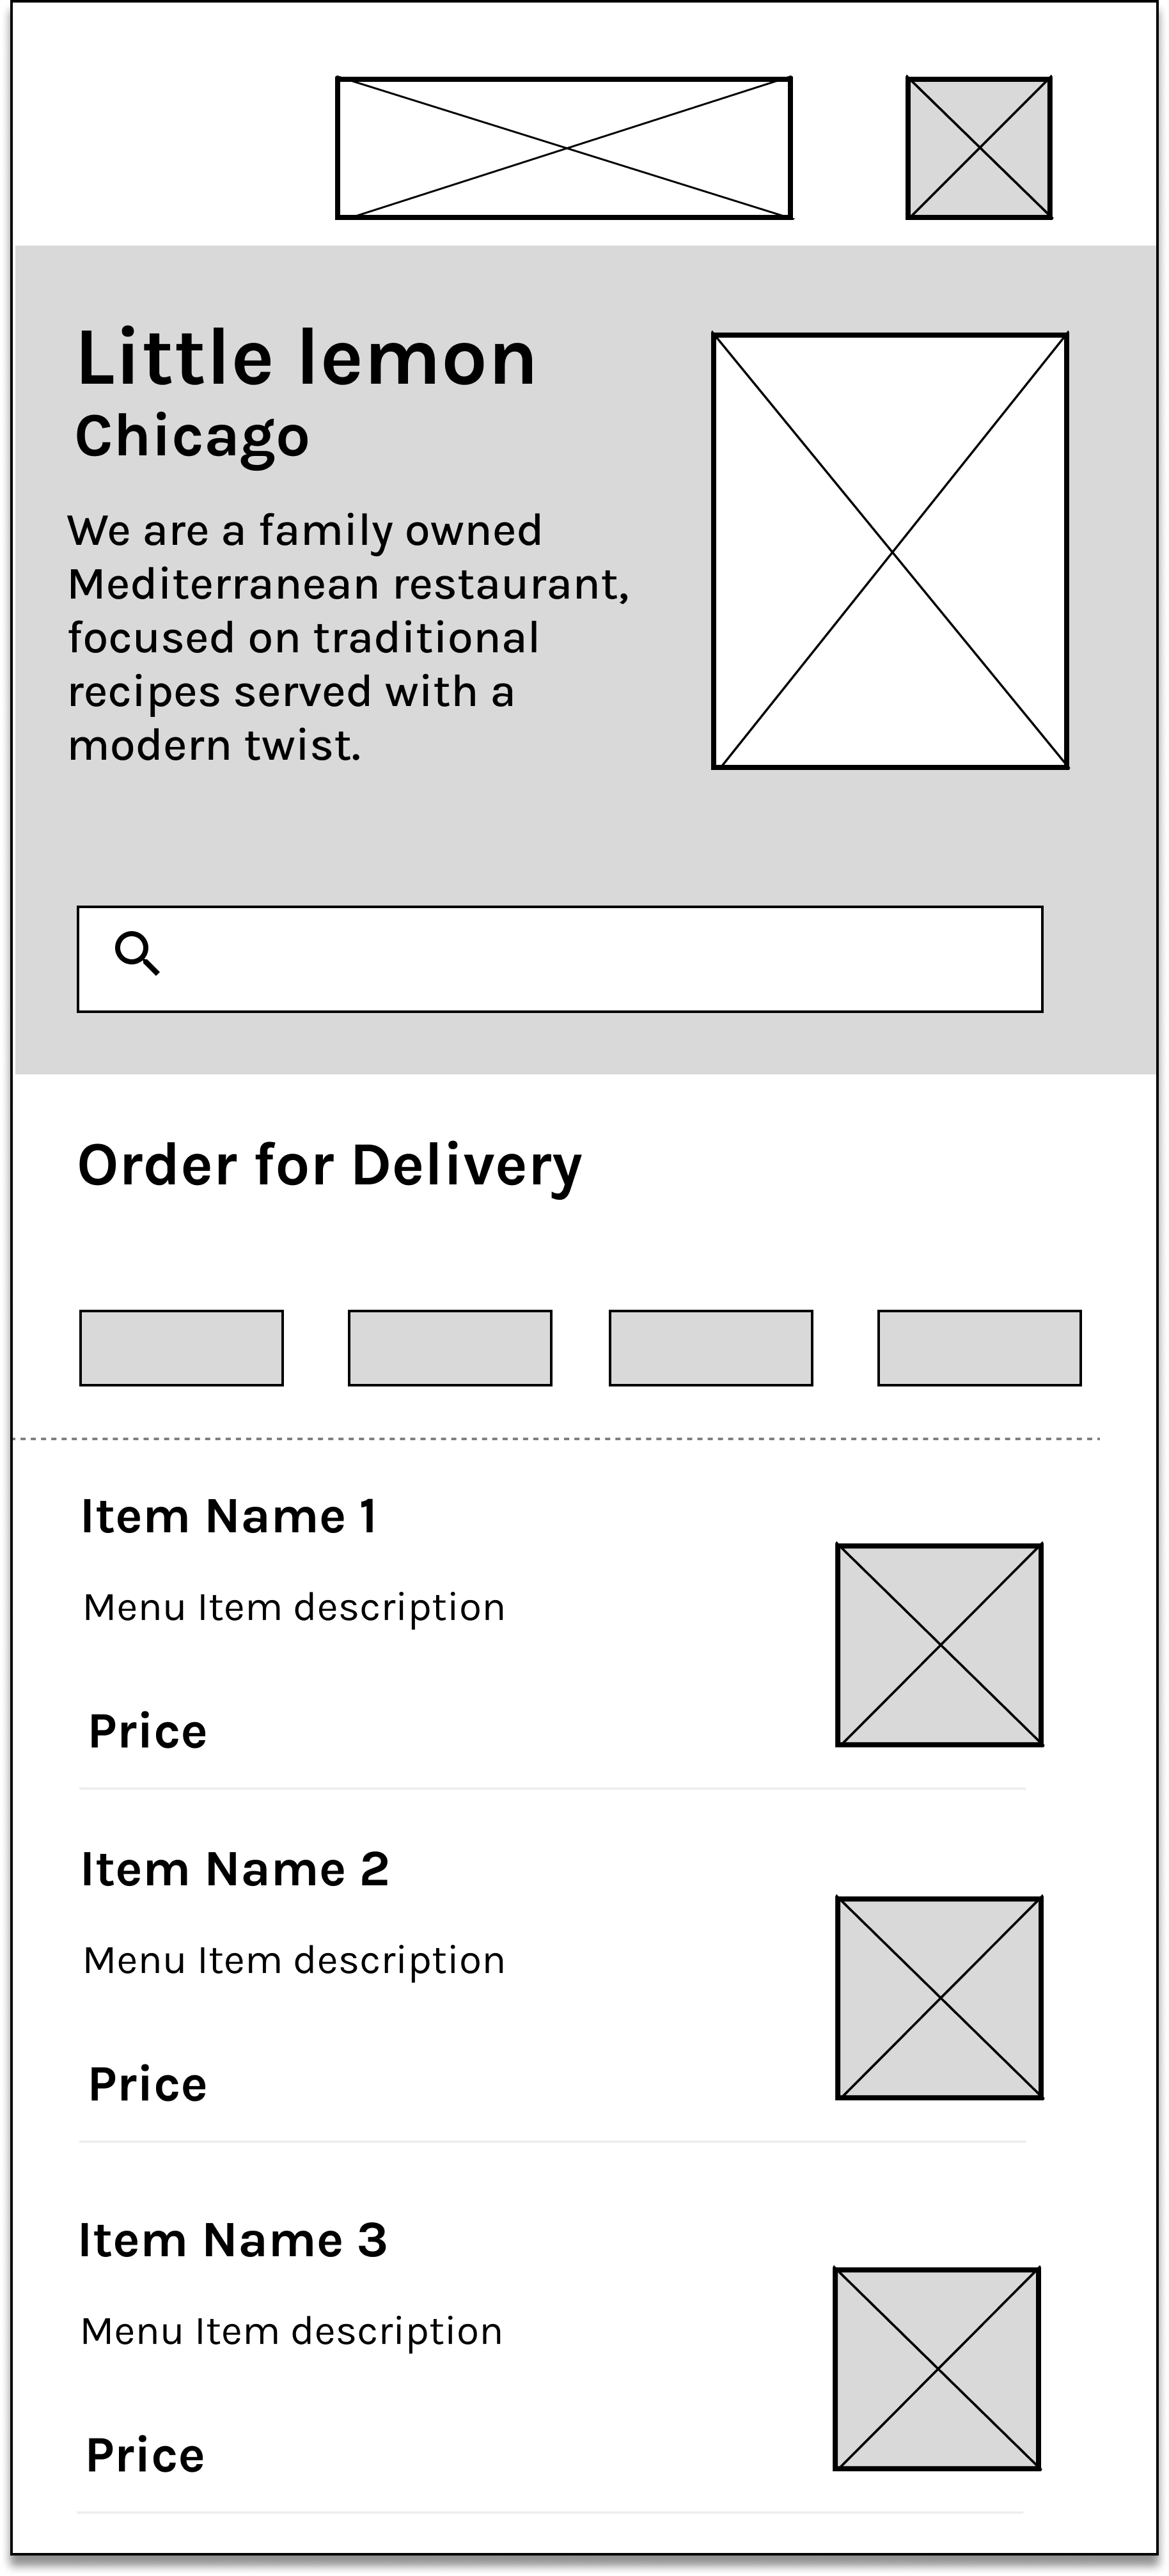 Little lemon
Chicago
We are a family owned
Mediterranean restaurant,
focused on traditional
recipes served with a
modern twist.
Order for Delivery
Item Name 1
Menu Item description
Price
Item Name 2
Menu Item description
Price
Item Name 3
Menu Item description
Price